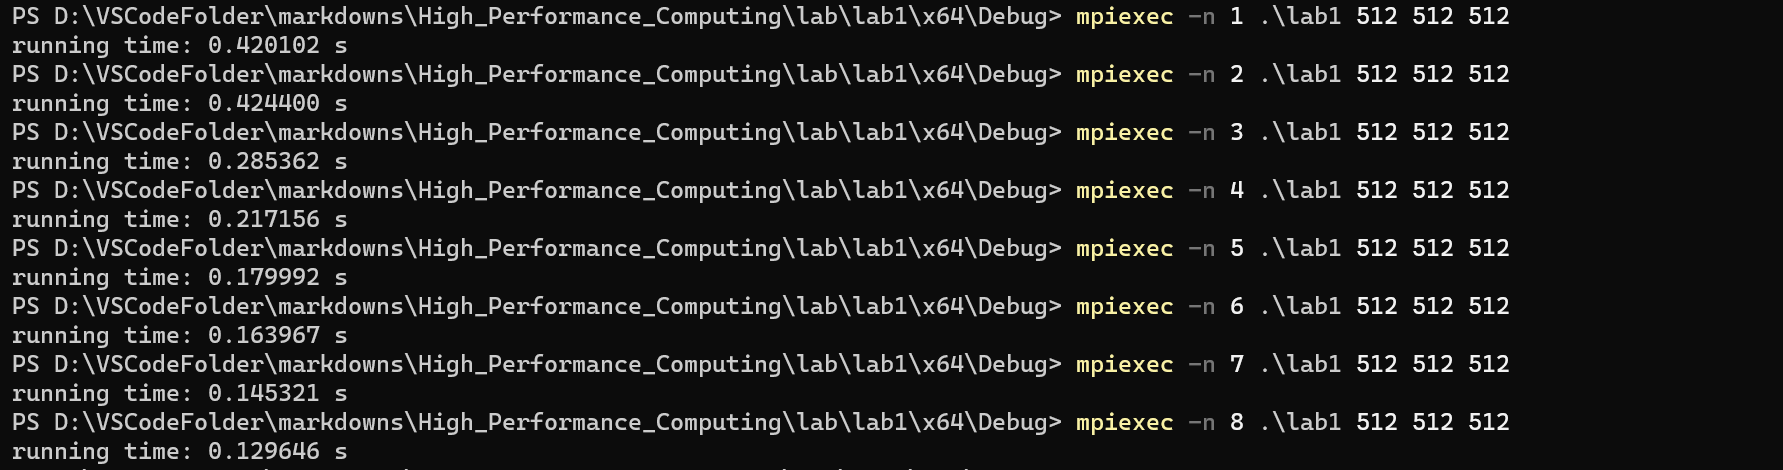 PS D:\VSCodeFolder\markdowns\High_Performance_Computing\lab\lab1\x64\Debug> mpiexec -n 1 .\lab1 512 512 512
running time: 0.420102 s
PS D:\VSCodeFolder\markdowns\High_Performance_Computing\lab\lab1\x64\Debug> mpiexec -n 2 .\lab1 512 512 512
running time: 0.424400 s
PS D:\VSCodeFolder\markdowns\High_Performance_Computing\lab\lab1\x64\Debug> mpiexec -n 3 .\lab1 512 512 512
running time: 0.285362 s
PS D:\VSCodeFolder\markdowns\High_Performance_Computing\lab\lab1\x64\Debug> mpiexec -n 4 .\lab1 512 512 512
running time: 0.217156 s
PS D:\VSCodeFolder\markdowns\High_Performance_Computing\lab\lab1\x64\Debug> mpiexec -n 5 .\lab1 512 512 512
running time: 0.179992 s
PS D:\VSCodeFolder\markdowns\High_Performance_Computing\lab\lab1\x64\Debug> mpiexec -n 6 .\lab1 512 512 512
running time: 0.163967 s
PS D:\VSCodeFolder\markdowns\High_Performance_Computing\lab\lab1\x64\Debug> mpiexec -n 7 .\lab1 512 512 512
running time: 0.145321 s
PS D:\VSCodeFolder\markdowns\High_Performance_Computing\lab\lab1\x64\Debug> mpiexec -n 8 .\lab1 512 512 512
running time: 0.129646 s